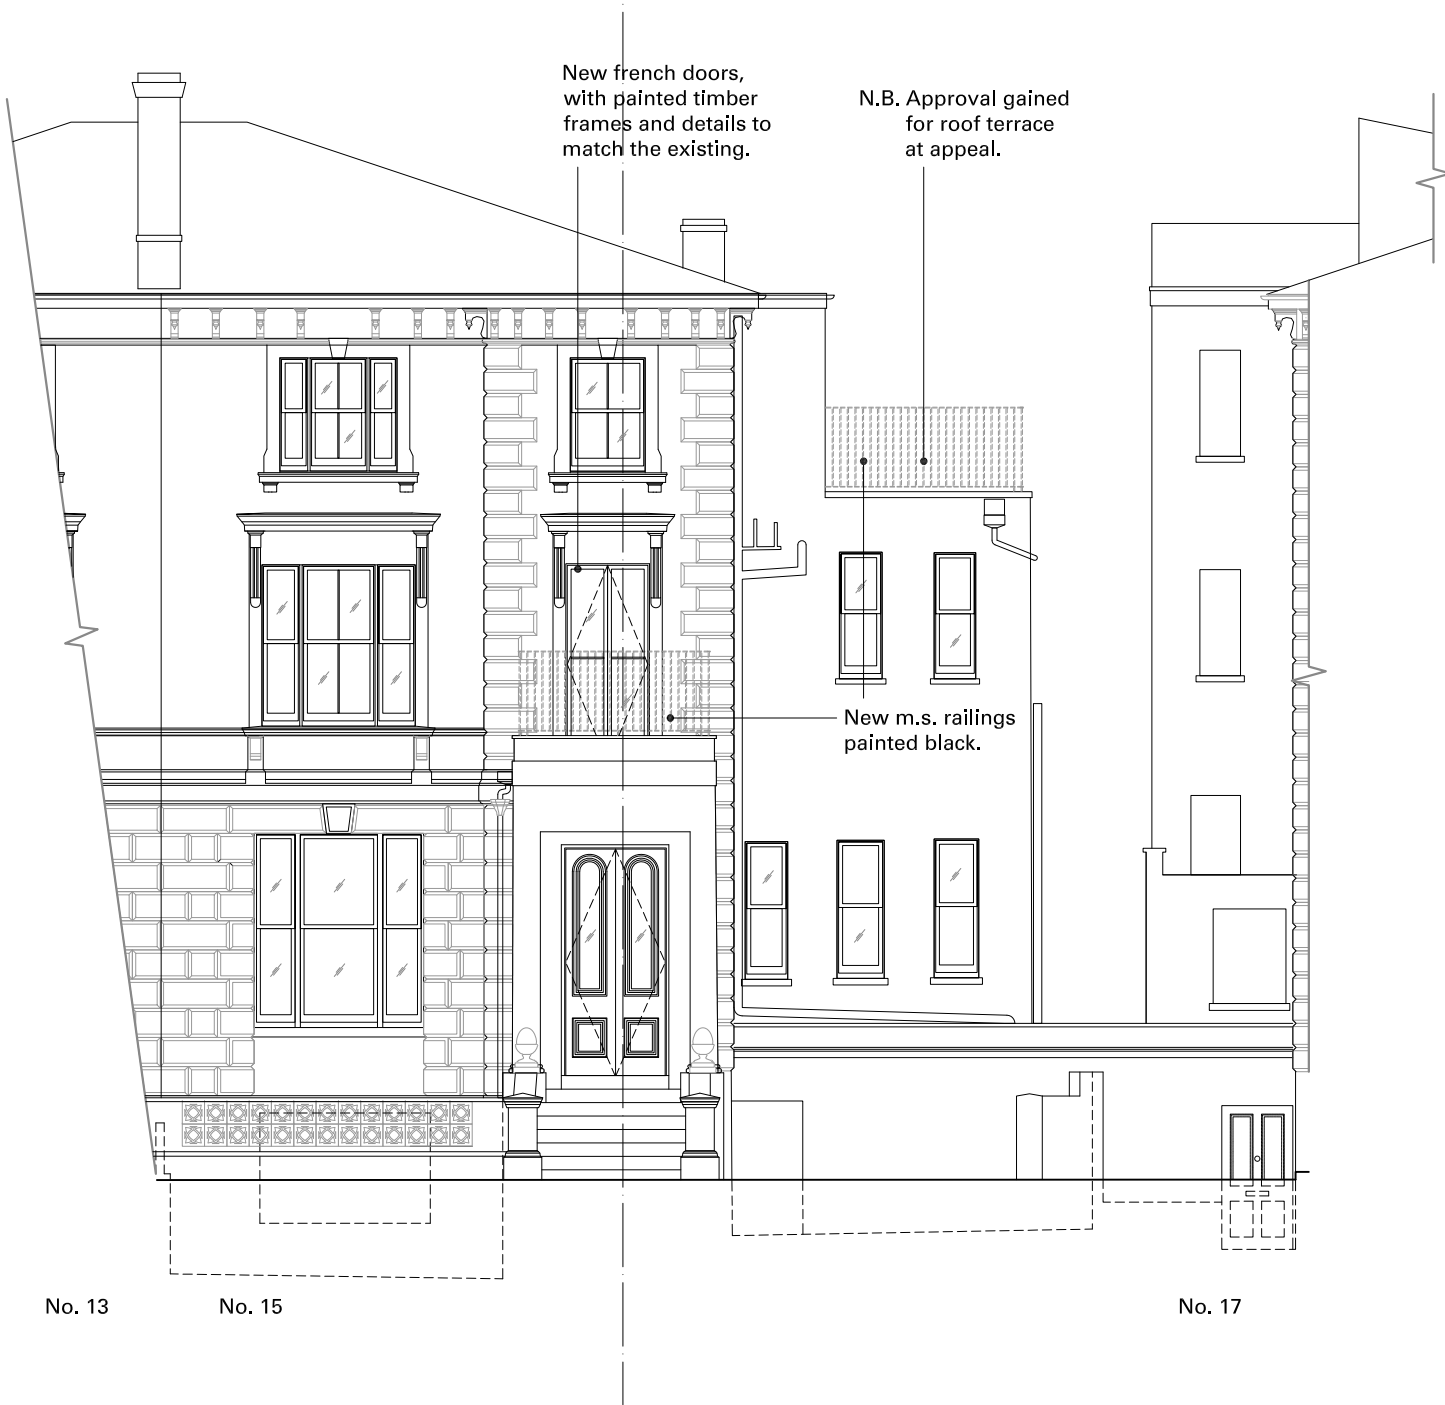 New french doors,
with painted timber
frames and details to
match the existing.
N.B. Approval gained
for roof terrace
at appeal.
New m.s. railings
painted black.
No. 13
No. 15
No. 17